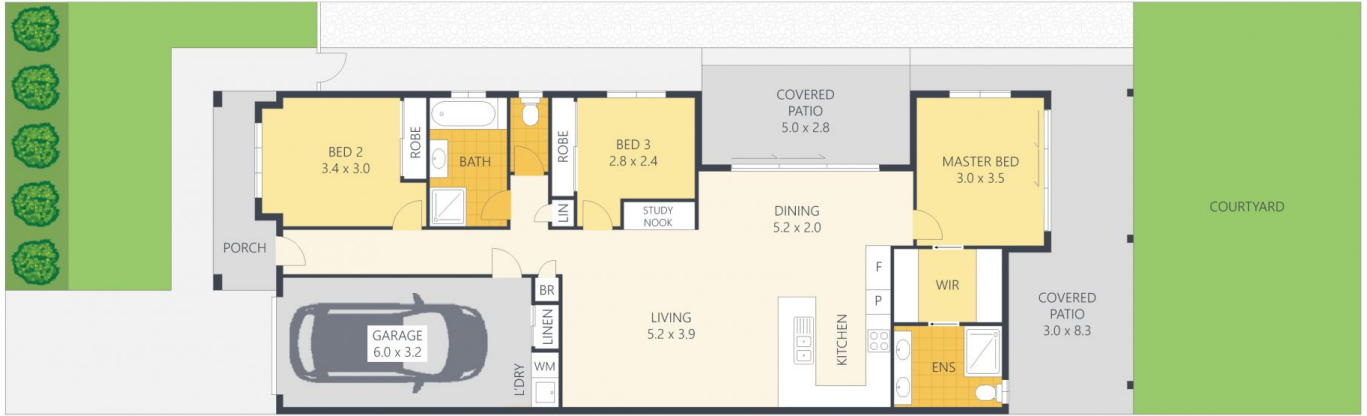 COVERED
PATIO
5.0 x 2.8
BED 2
3.4 x 3.0
ROBE
BATH
ROBE
BED 3
2.8 x 2.4
MASTER BED
3.0 x 3.5
LIN
STUDY
NOOK
DINING
5.2 x 2.0
COURTYARD
PORCH
F
BR
P
WIR
COVERED
PATIO
3.0 x 8.3
GARAGE
6.0 x 3.2
LINEN
LIVING
5.2 x 3.9
KITCHEN
L'DRY
WM
ENS